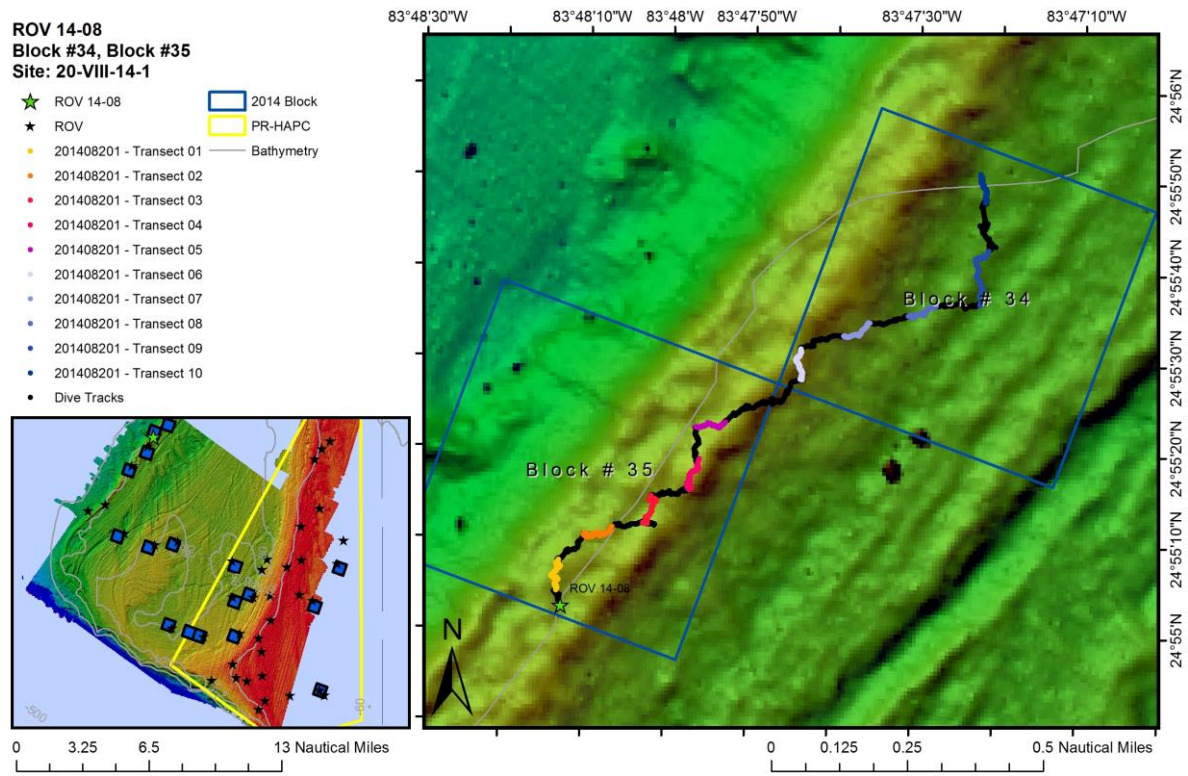 ROV 14-08
Block #34, Block #35
Site: 20-VIII-14-1
ROV 14-08
ROV
201408201 - Transect 01
201408201 - Transect 02
201408201 - Transect 03
201408201 - Transect 04
201408201 - Transect 05
201408201 - Transect 06
201408201 - Transect 07
201408201 - Transect 08
201408201 - Transect 09
201408201 - Transect 10
Dive Tracks
2014 Block
PR-HAPC
Bathymetry
83°48'30"W
83°48'10"W
83°48'W
83°47'50"W
83°47'30"W
83°47'10"W
24°56'N
24°55'50"N
24°55'40"N
24°55'30"N
24°55'20"N
24°55'10"N
24°55'N
Block # 34
Block # 35
ROV 14-08
N
-500
-60
0 3.25 6.5 13 Nautical Miles
0 0.125 0.25 0.5 Nautical Miles